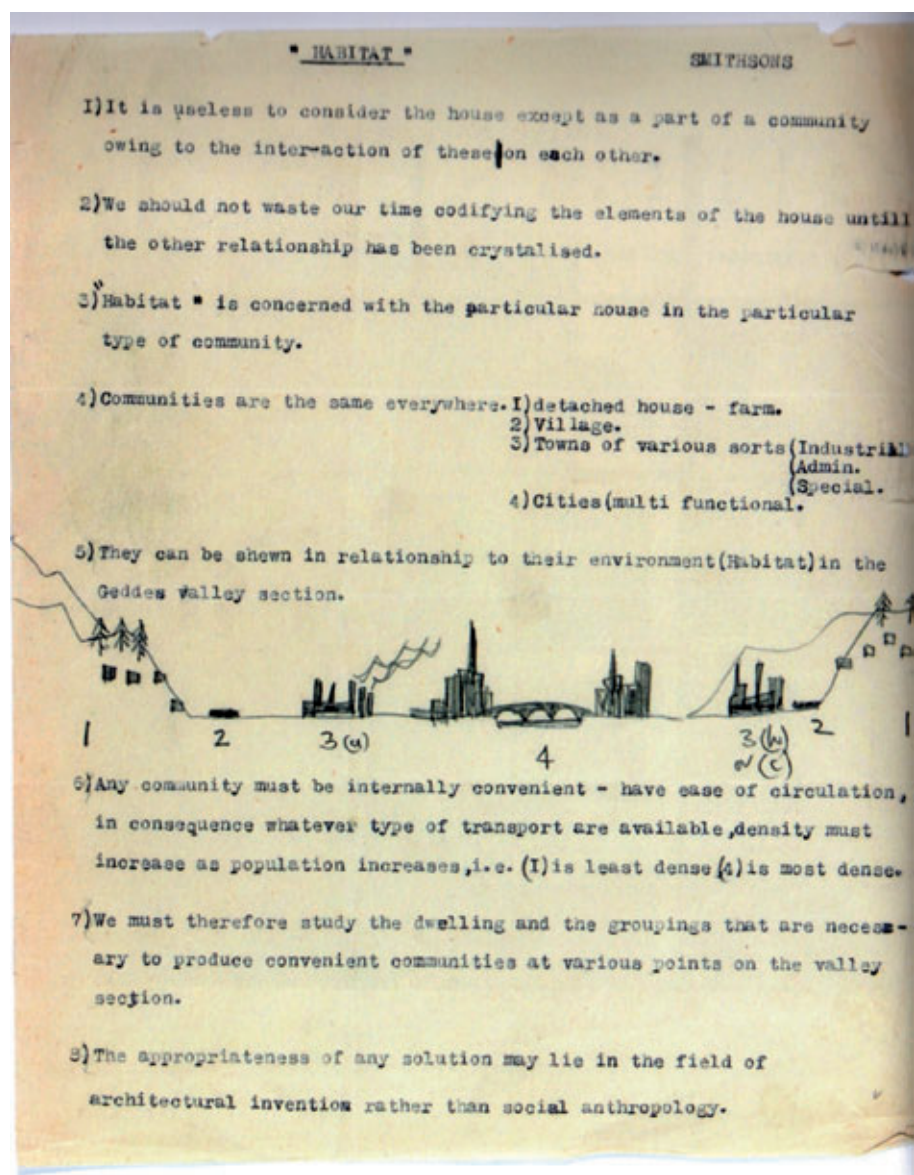 " HABITAT "
SMITHSONS
I)It is useless to consider the house except as a part of a community
owing to the inter-action of these on each other.
2)We should not waste our time codifying the elements of the house untill
the other relationship has been crystalised.
3)"Habitat " is concerned with the particular house in the particular
type of community.
4)Communities are the same everywhere. I)detached house - farm.
2)Village.
3)Towns of various sorts(Industrial
(Admin.
(Special.
4)Cities(multi functional.
5)They can be shewn in relationship to their environment(Habitat)in the
Geddes Valley section.
1 2 3(a) 4 3(b) 2 1
(c)
6)Any community must be internally convenient - have ease of circulation,
in consequence whatever type of transport are available,density must
increase as population increases,i.e.(I)is least dense(4)is most dense.
7)We must therefore study the dwelling and the groupings that are necess-
ary to produce convenient communities at various points on the valley
section.
8)The appropriateness of any solution may lie in the field of
architectural invention rather than social anthropology.